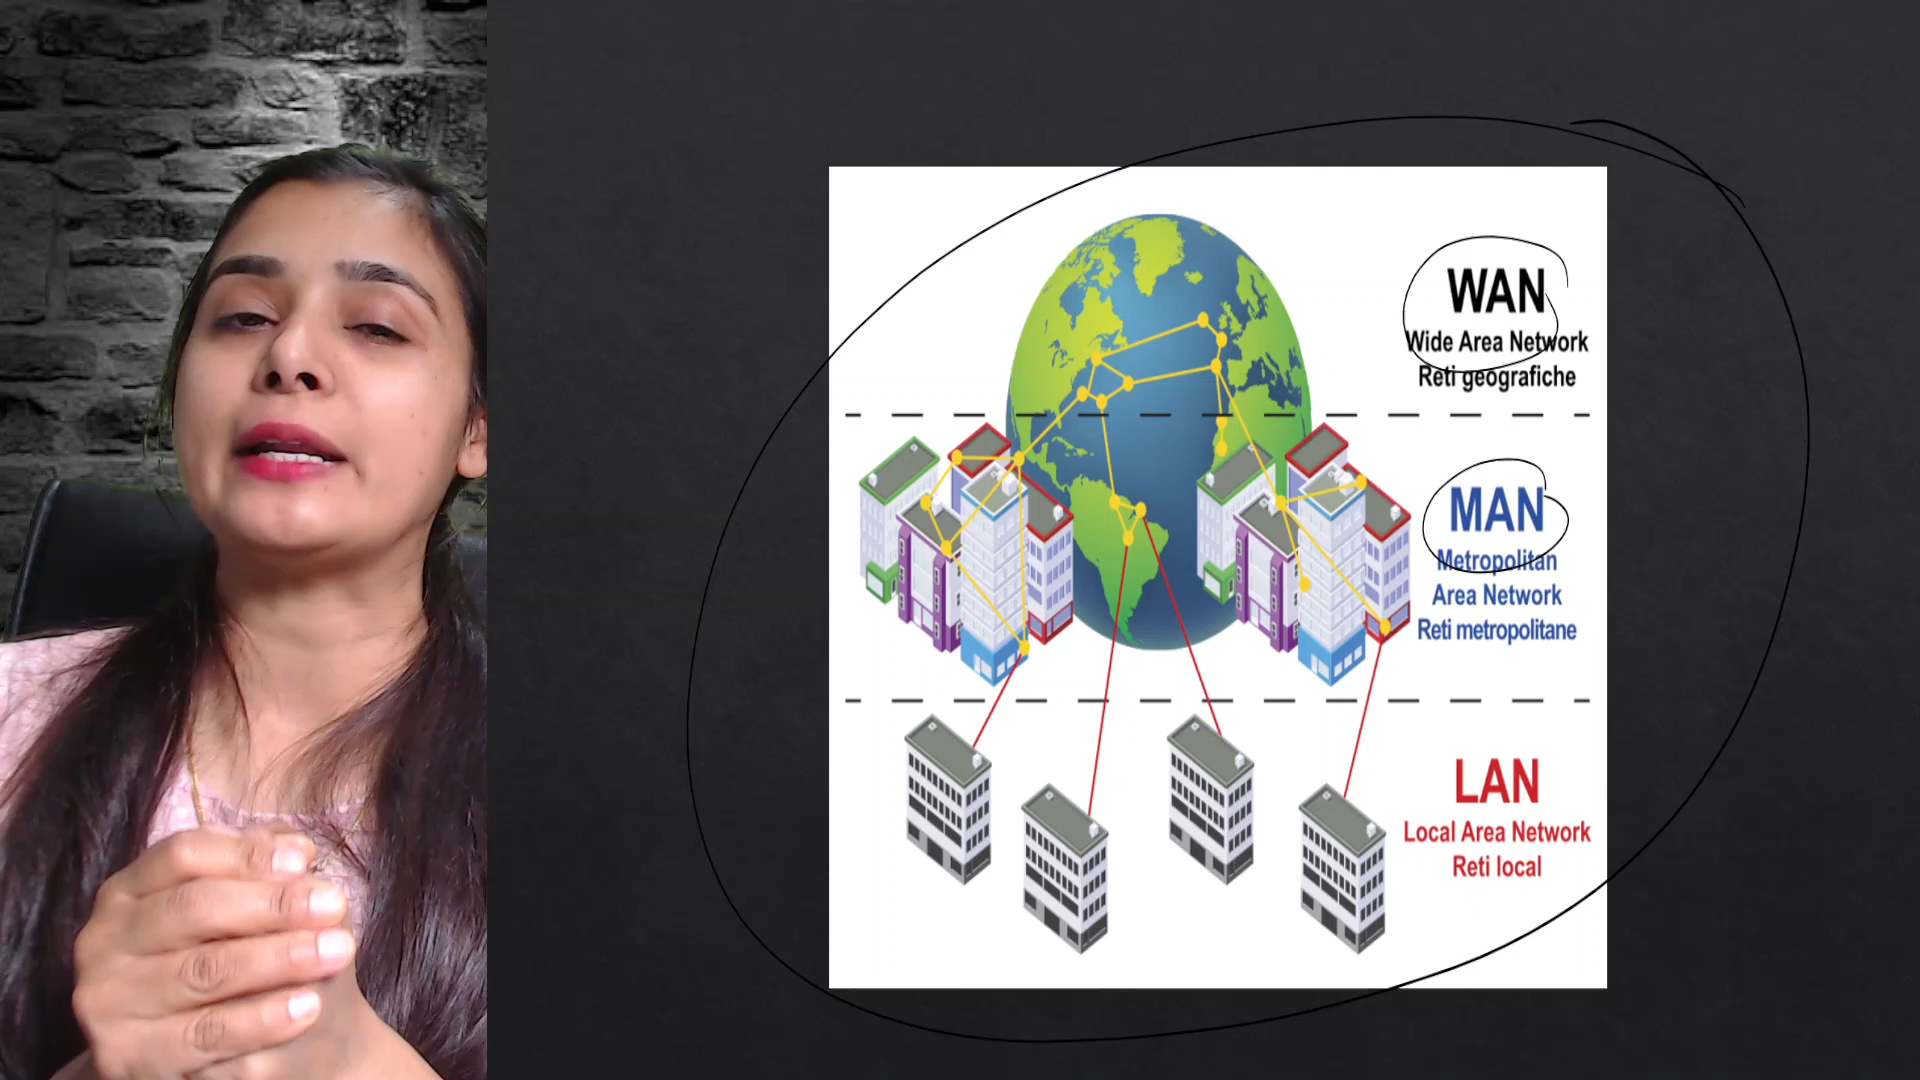 WAN
Wide Area Network
Reti geografiche
MAN
Metropolitan
Area Network
Reti metropolitane
LAN
Local Area Network
Reti local